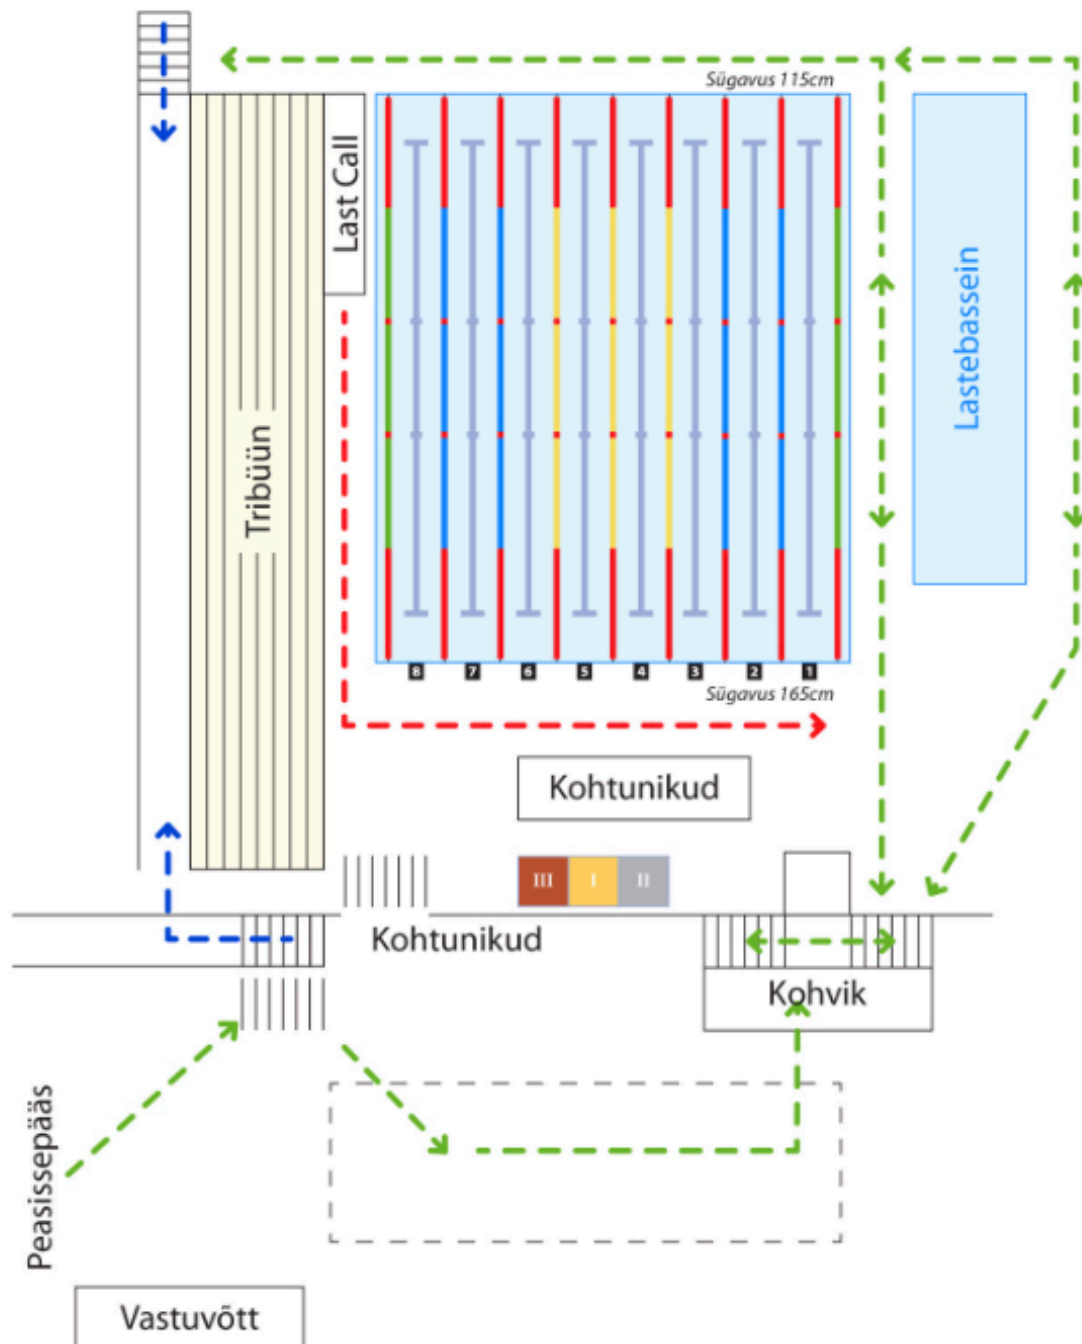 Sügavus 115cm
Last Call
Lastebassein
Tribüün
8 7 6 5 4 3 2 1
Sügavus 165cm
Kohtunikud
III I II
Kohtunikud
Kohvik
Peasissepääs
Vastuvõtt